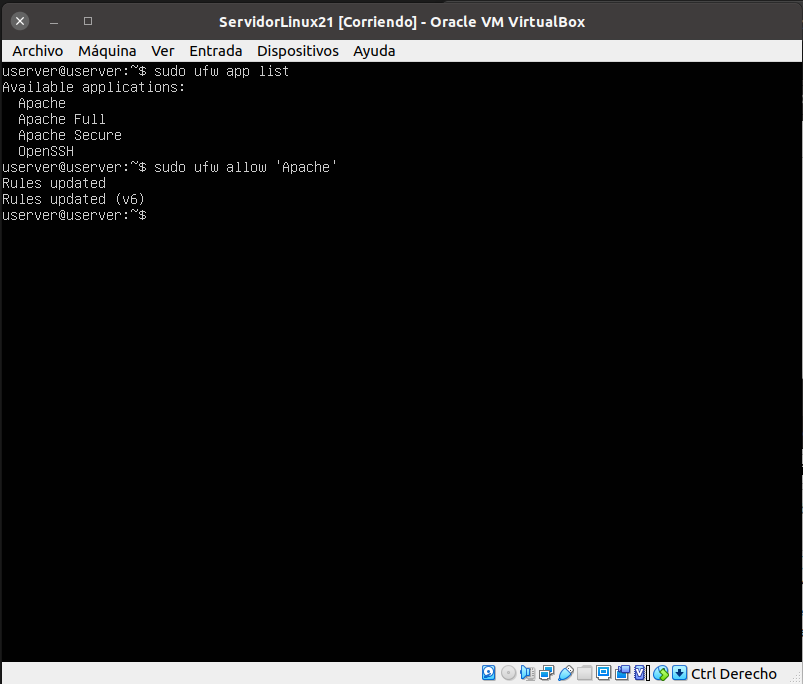 ServidorLinux21 [Corriendo] - Oracle VM VirtualBox
Archivo Máquina Ver Entrada Dispositivos Ayuda
userver@userver:~$ sudo ufw app list
Available applications:
  Apache
  Apache Full
  Apache Secure
  OpenSSH
userver@userver:~$ sudo ufw allow 'Apache'
Rules updated
Rules updated (v6)
userver@userver:~$
Ctrl Derecho